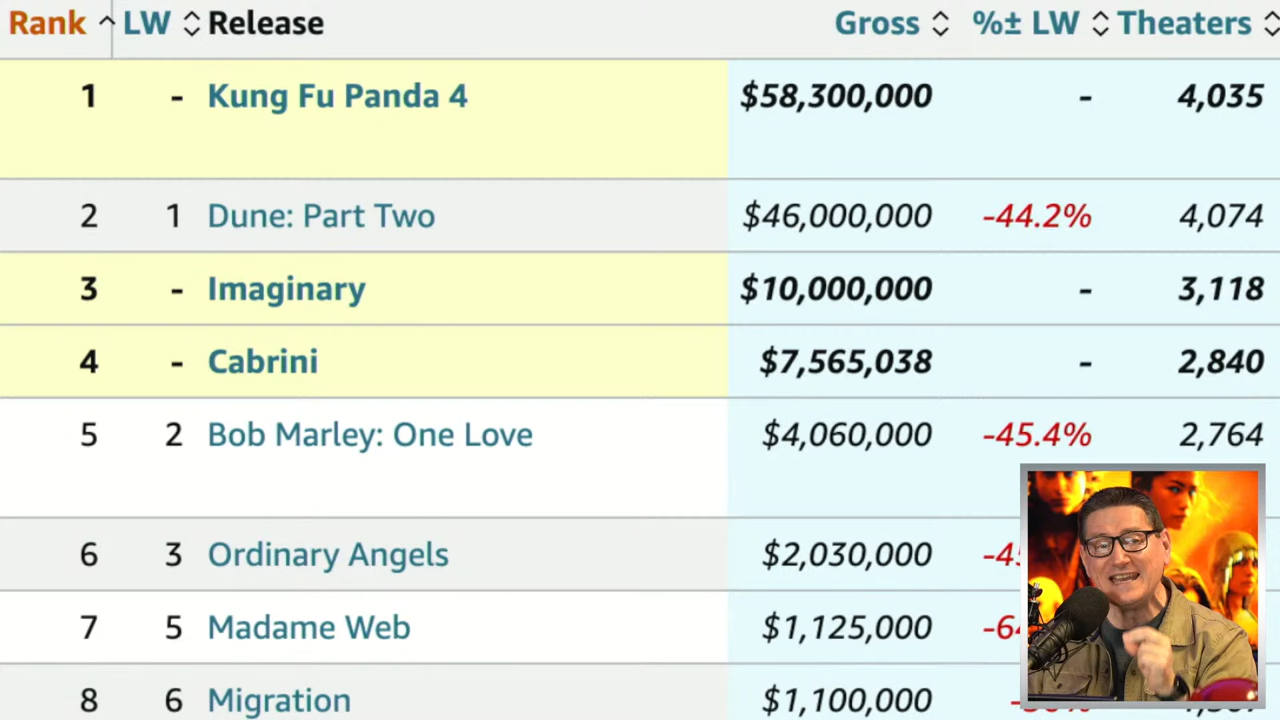 Rank LW Release Gross %± LW Theaters
1 - Kung Fu Panda 4 $58,300,000 - 4,035
2 1 Dune: Part Two $46,000,000 -44.2% 4,074
3 - Imaginary $10,000,000 - 3,118
4 - Cabrini $7,565,038 - 2,840
5 2 Bob Marley: One Love $4,060,000 -45.4% 2,764
6 3 Ordinary Angels $2,030,000
7 5 Madame Web $1,125,000
8 6 Migration $1,100,000